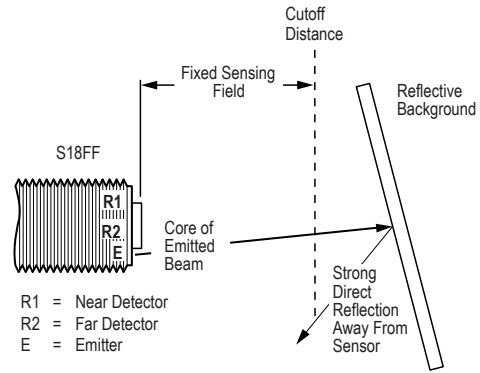 Cutoff
Distance
Fixed Sensing
Field
Reflective
Background
S18FF
R1
R2
E
Core of
Emitted
Beam
Strong
Direct
Reflection
Away From
Sensor
R1 = Near Detector
R2 = Far Detector
E = Emitter